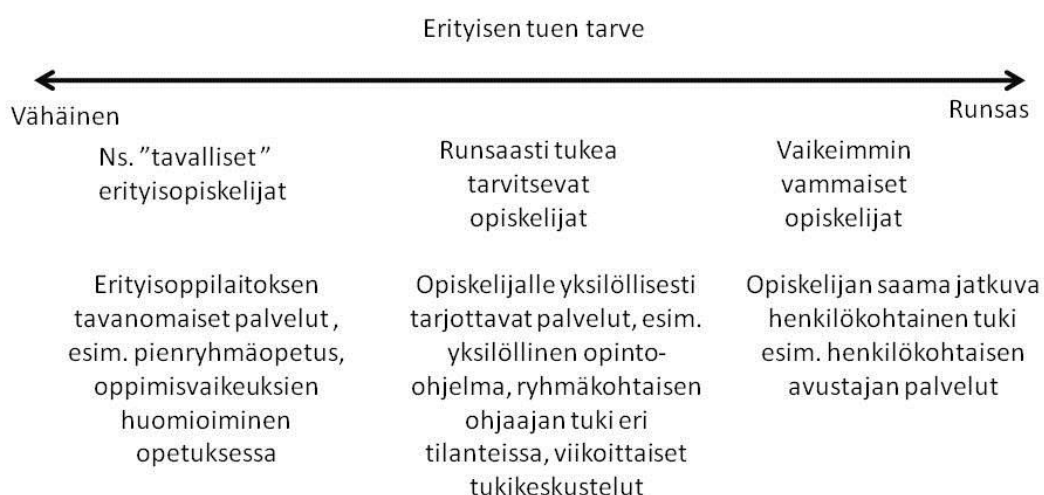 Erityisen tuen tarve
Vähäinen
Runsas
Ns. ”tavalliset”
erityisopiskelijat
Runsaasti tukea
tarvitsevat
opiskelijat
Vaikeimmin
vammaiset
opiskelijat
Erityisoppilaitoksen
tavanomaiset palvelut ,
esim. pienryhmäopetus,
oppimisvaikeuksien
huomioiminen
opetuksessa
Opiskelijalle yksilöllisesti
tarjottavat palvelut, esim.
yksilöllinen opinto-
ohjelma, ryhmäkohtaisen
ohjaajan tuki eri
tilanteissa, viikoittaiset
tukikeskustelut
Opiskelijan saama jatkuva
henkilökohtainen tuki
esim. henkilökohtaisen
avustajan palvelut